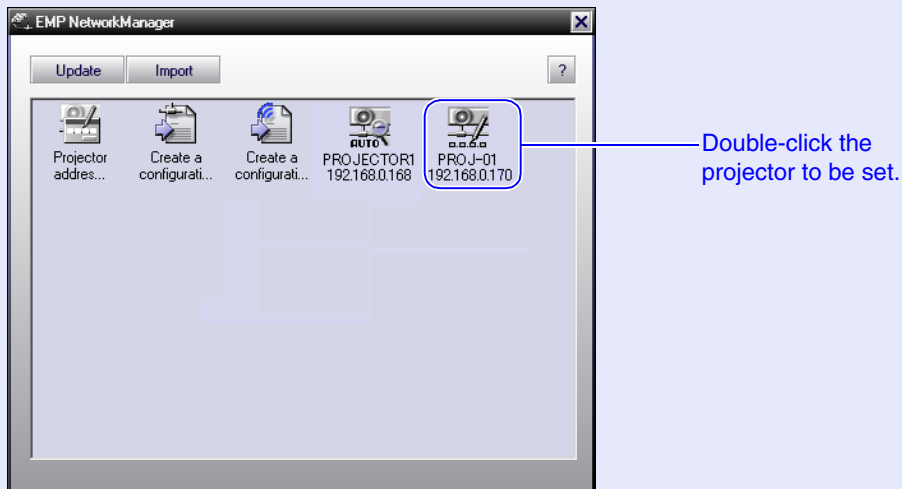 EMP NetworkManager
Update
Import
?
Projector
addres...
Create a
configurati...
Create a
configurati...
AUTO
PROJECTOR1
192.168.0.168
PROJ-01
192.168.0.170
Double-click the
projector to be set.